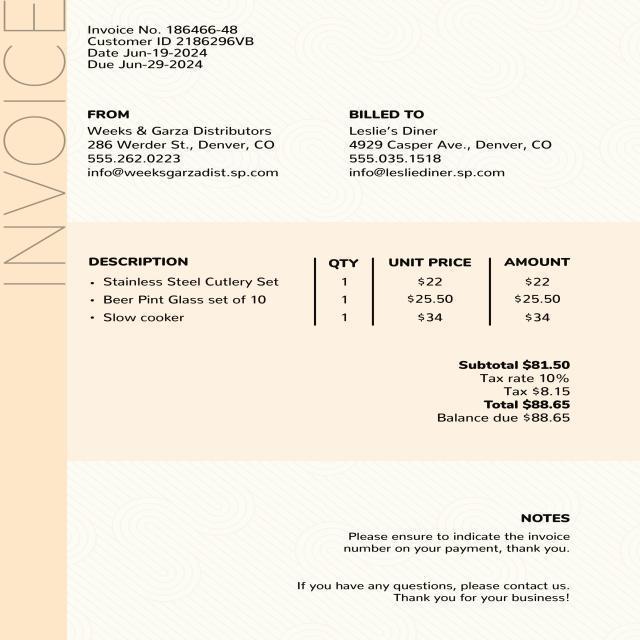 INVOICE
Invoice No. 186466-48
Customer ID 2186296VB
Date Jun-19-2024
Due Jun-29-2024
FROM
Weeks & Garza Distributors
286 Werder St., Denver, CO
555.262.0223
info@weeksgarzadist.sp.com
BILLED TO
Leslie's Diner
4929 Casper Ave., Denver, CO
555.035.1518
info@lesliediner.sp.com
DESCRIPTION QTY UNIT PRICE AMOUNT
• Stainless Steel Cutlery Set 1 $22 $22
• Beer Pint Glass set of 10 1 $25.50 $25.50
• Slow cooker 1 $34 $34
Subtotal $81.50
Tax rate 10%
Tax $8.15
Total $88.65
Balance due $88.65
NOTES
Please ensure to indicate the invoice
number on your payment, thank you.
If you have any questions, please contact us.
Thank you for your business!